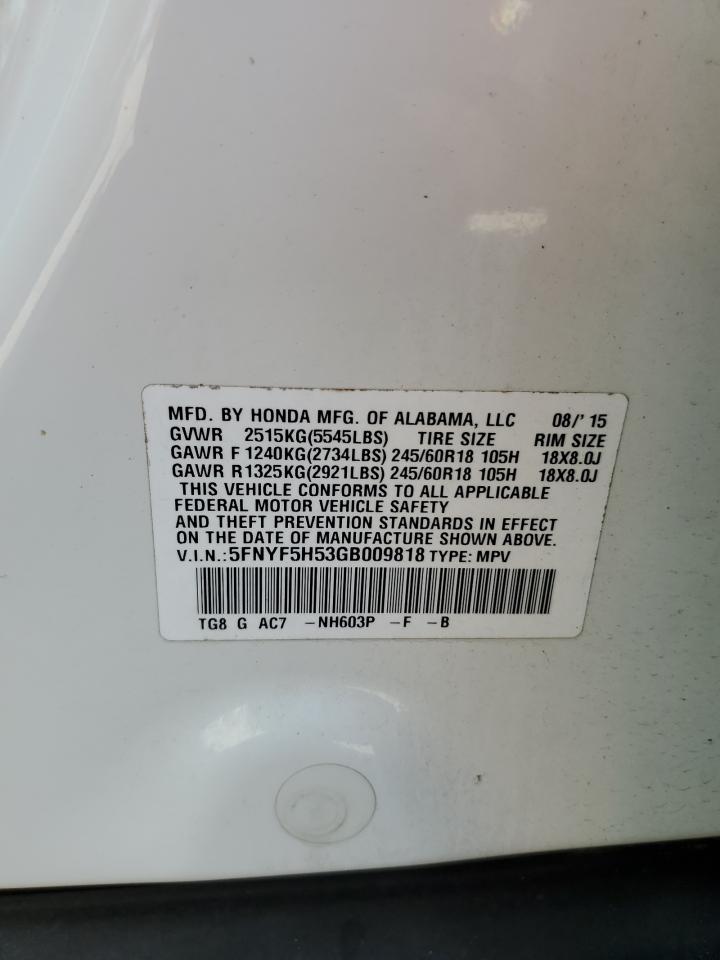 MFD. BY HONDA MFG. OF ALABAMA, LLC 08/' 15
GVWR 2515KG(5545LBS) TIRE SIZE RIM SIZE
GAWR F 1240KG(2734LBS) 245/60R18 105H 18X8.0J
GAWR R 1325KG(2921LBS) 245/60R18 105H 18X8.0J
THIS VEHICLE CONFORMS TO ALL APPLICABLE
FEDERAL MOTOR VEHICLE SAFETY
AND THEFT PREVENTION STANDARDS IN EFFECT
ON THE DATE OF MANUFACTURE SHOWN ABOVE.
V.I.N.: 5FNYF5H53GB009818 TYPE: MPV
TG8 G AC7 -NH603P -F -B